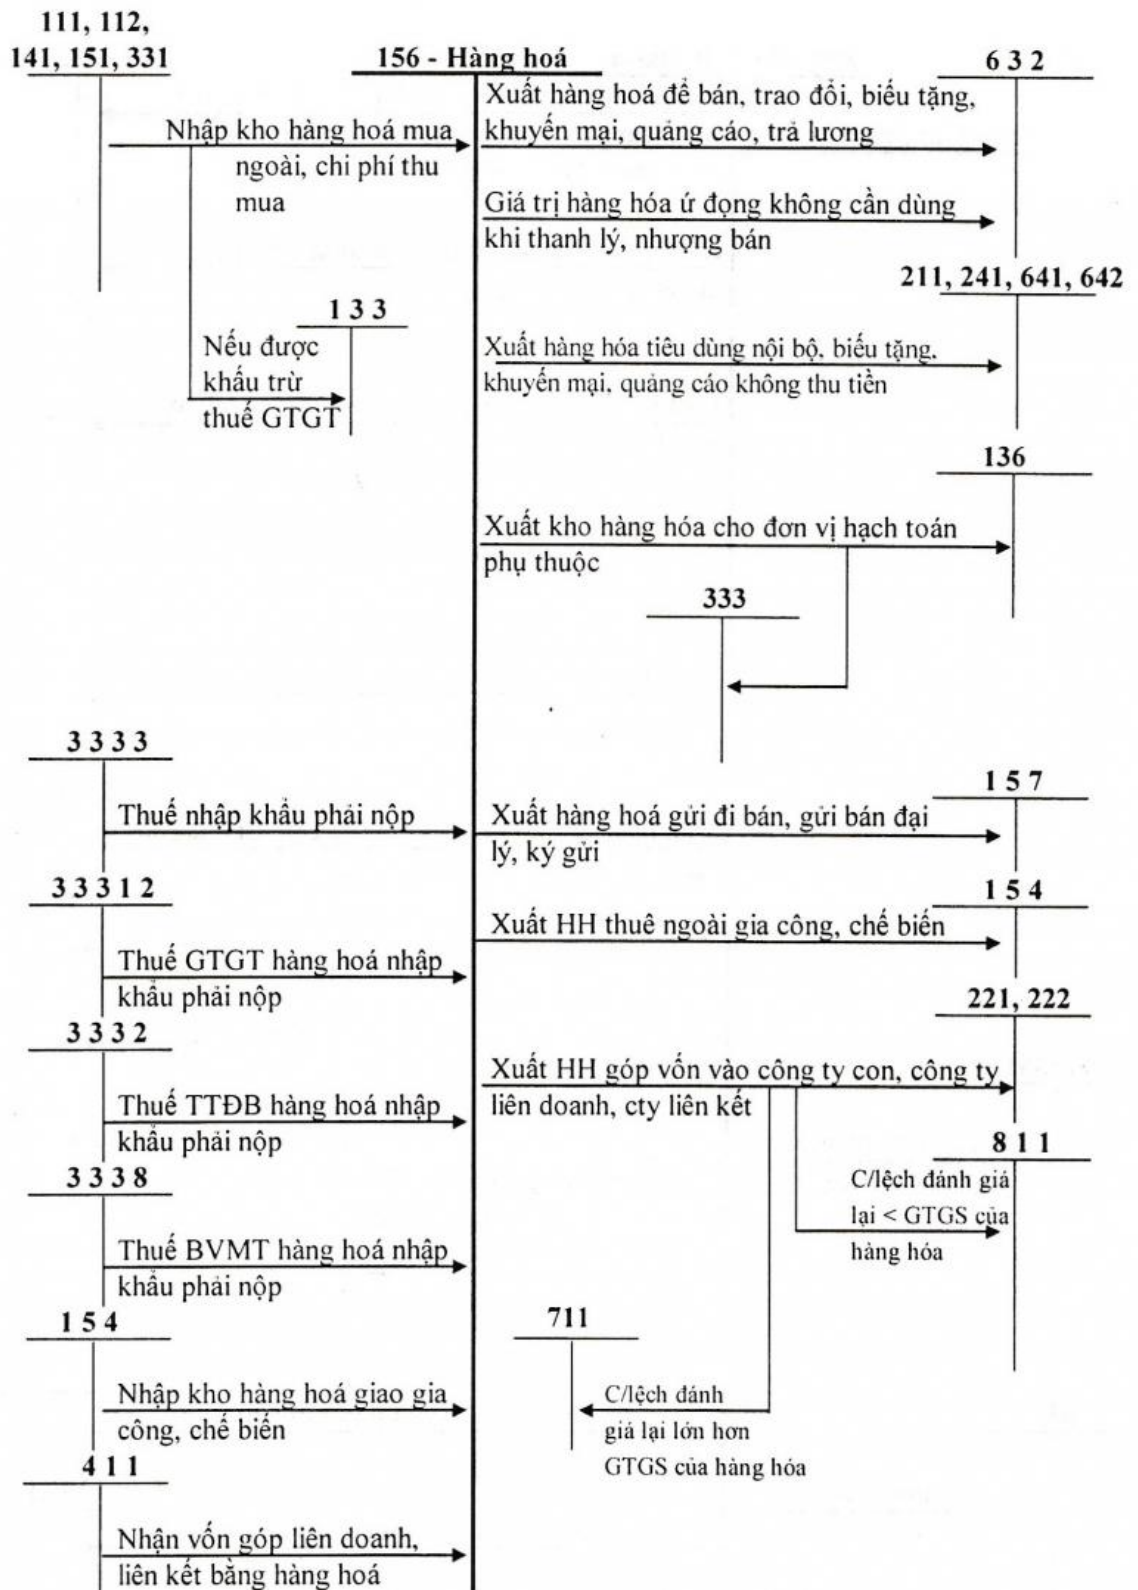 111, 112,
141, 151, 331
156 - Hàng hoá
6 3 2
Xuất hàng hoá để bán, trao đổi, biếu tặng,
khuyến mại, quảng cáo, trả lương
Nhập kho hàng hoá mua
ngoài, chi phí thu
mua
Giá trị hàng hóa ứ đọng không cần dùng
khi thanh lý, nhượng bán
211, 241, 641, 642
1 3 3
Nếu được
khấu trừ
thuế GTGT
Xuất hàng hóa tiêu dùng nội bộ, biếu tặng,
khuyến mại, quảng cáo không thu tiền
136
Xuất kho hàng hóa cho đơn vị hạch toán
phụ thuộc
333
3 3 3 3
Thuế nhập khẩu phải nộp
1 5 7
Xuất hàng hoá gửi đi bán, gửi bán đại
lý, ký gửi
3 3 3 1 2
Thuế GTGT hàng hoá nhập
khẩu phải nộp
1 5 4
Xuất HH thuê ngoài gia công, chế biến
221, 222
3 3 3 2
Thuế TTĐB hàng hoá nhập
khẩu phải nộp
Xuất HH góp vốn vào công ty con, công ty
liên doanh, cty liên kết
8 1 1
C/lệch đánh giá
lại < GTGS của
hàng hóa
3 3 3 8
Thuế BVMT hàng hoá nhập
khẩu phải nộp
1 5 4
Nhập kho hàng hoá giao gia
công, chế biến
711
C/lệch đánh
giá lại lớn hơn
GTGS của hàng hóa
4 1 1
Nhận vốn góp liên doanh,
liên kết bằng hàng hoá